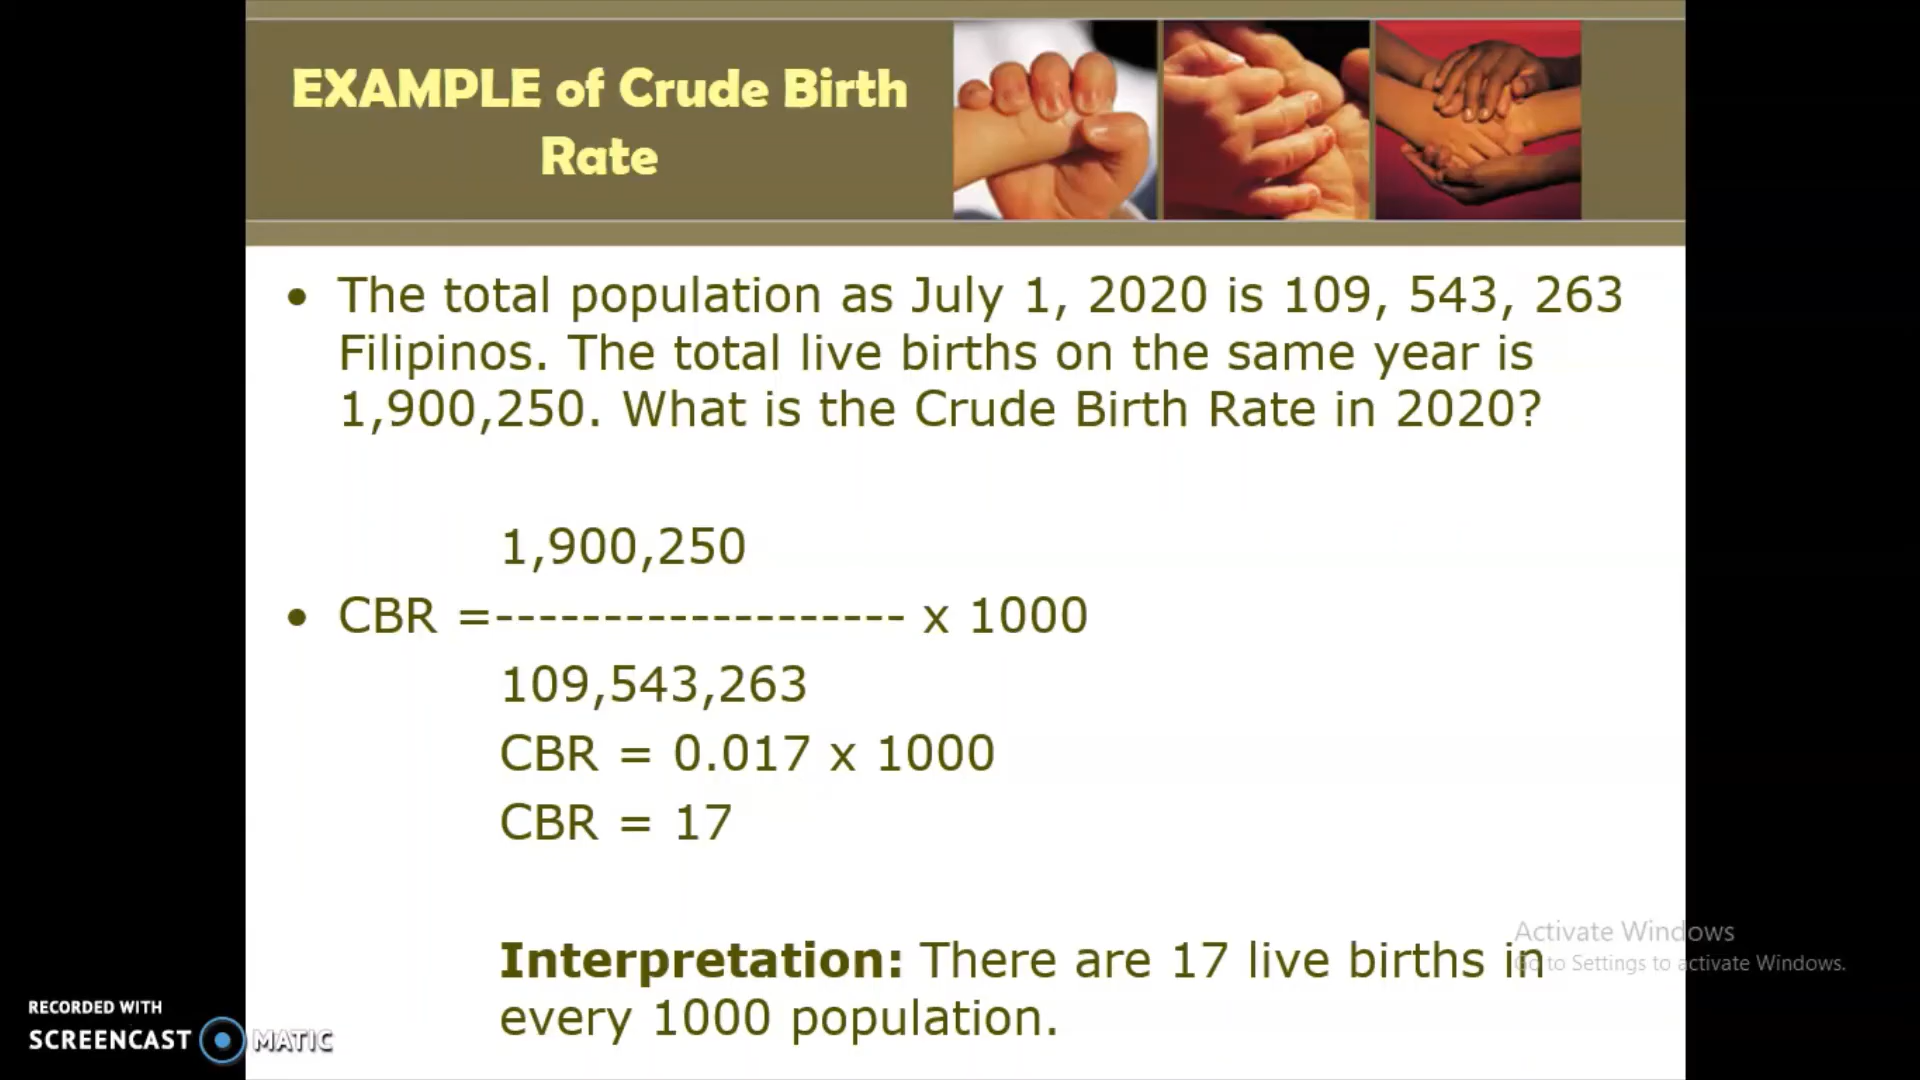 EXAMPLE of Crude Birth
Rate
• The total population as July 1, 2020 is 109, 543, 263
Filipinos. The total live births on the same year is
1,900,250. What is the Crude Birth Rate in 2020?
1,900,250
• CBR =------------------- x 1000
109,543,263
CBR = 0.017 x 1000
CBR = 17
Interpretation: There are 17 live births in
every 1000 population.
Activate Windows
Go to Settings to activate Windows.
RECORDED WITH
SCREENCAST MATIC